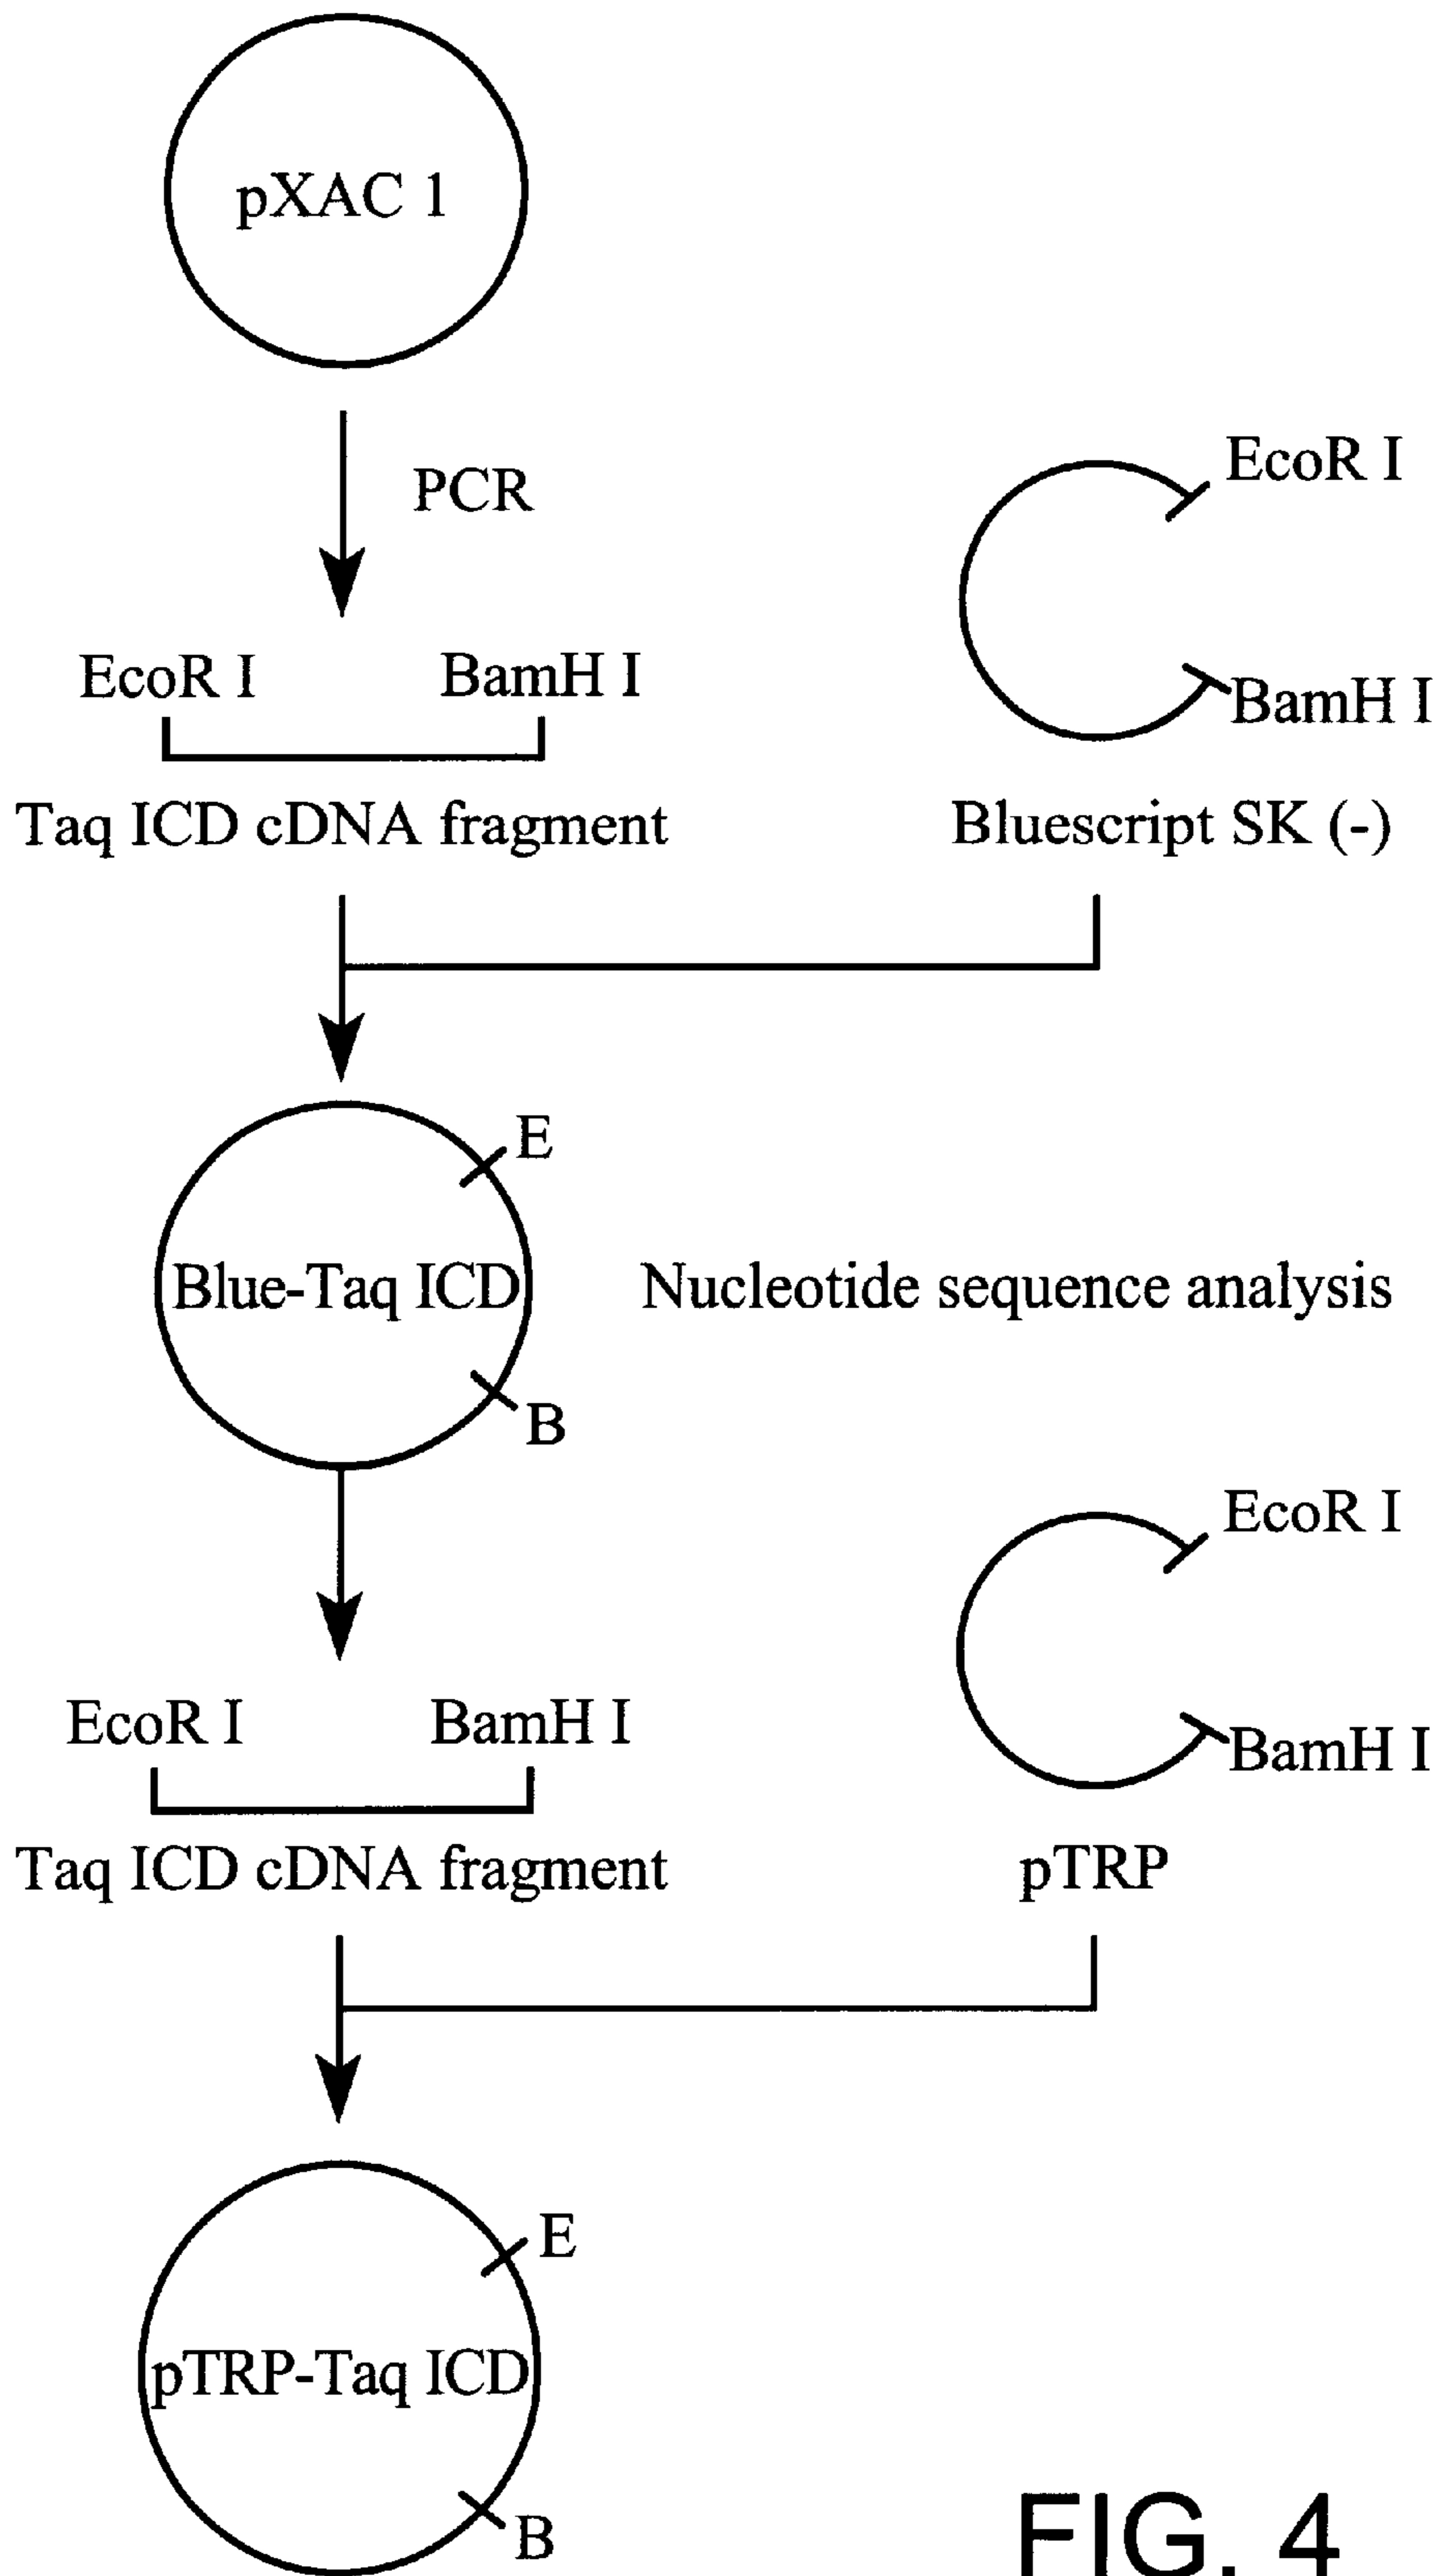 pXAC 1
PCR
EcoR I
BamH I
EcoR I BamH I
Taq ICD cDNA fragment
Bluescript SK (-)
E
Blue-Taq ICD
Nucleotide sequence analysis
B
EcoR I
BamH I
EcoR I BamH I
Taq ICD cDNA fragment
pTRP
E
pTRP-Taq ICD
B
FIG. 4